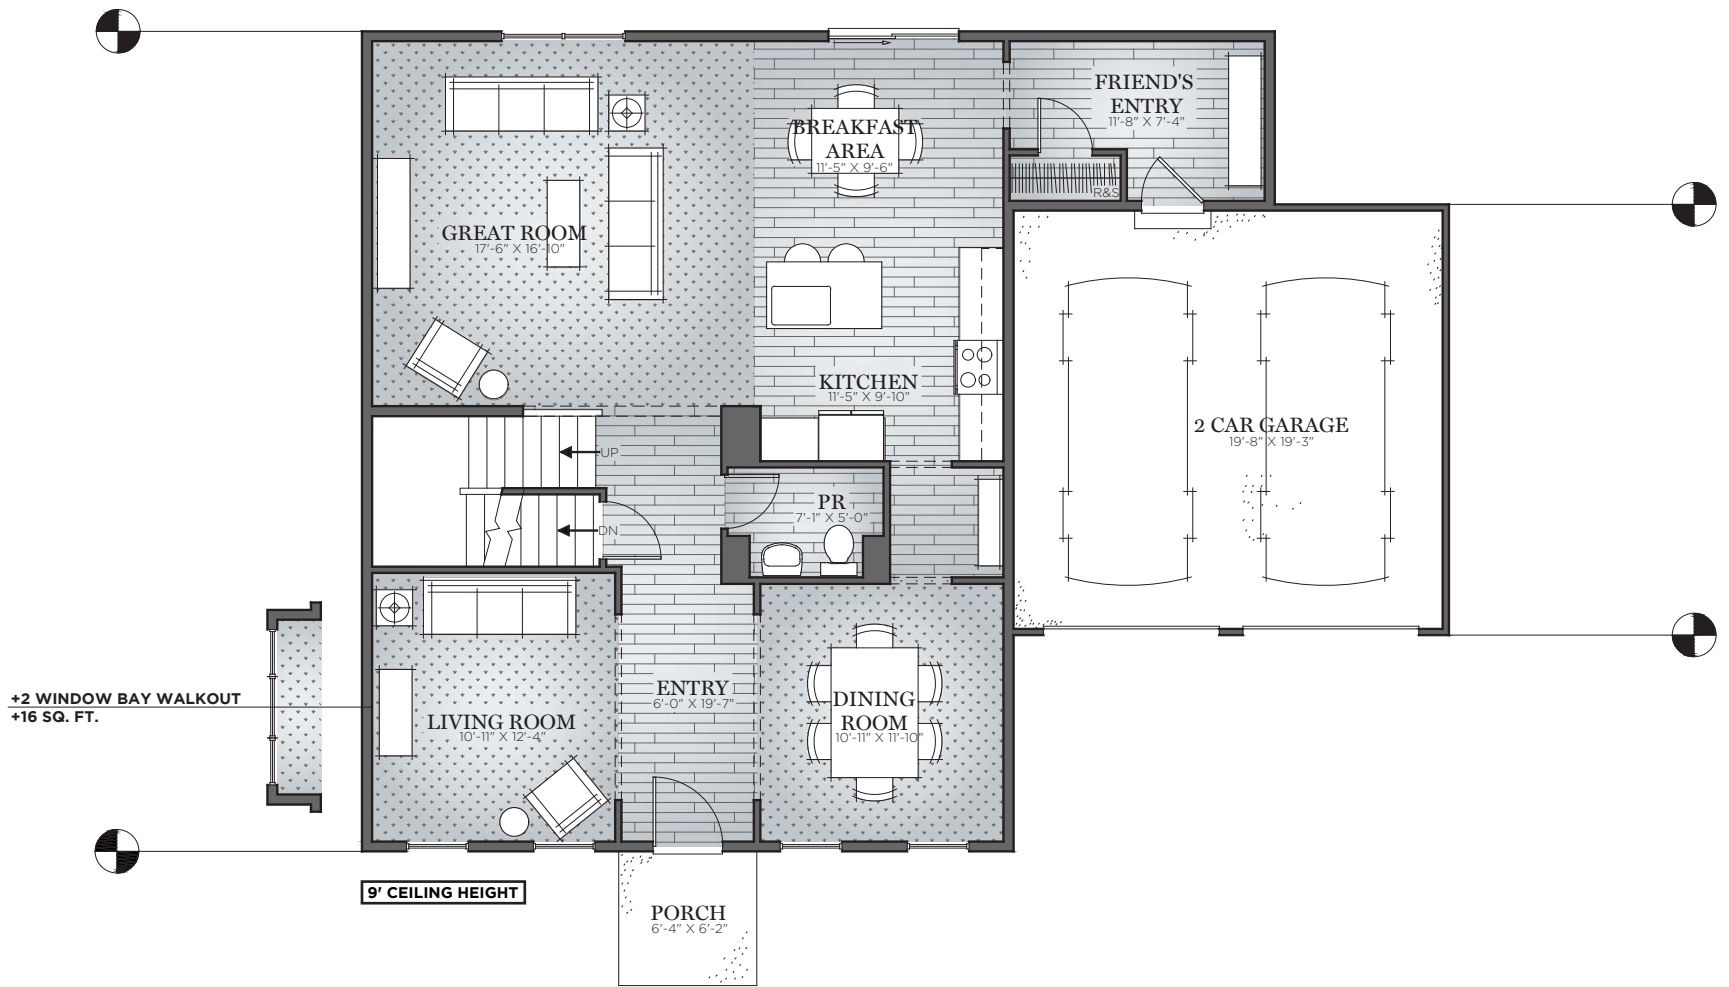 FRIEND'S
ENTRY
11'-8" X 7'-4"
BREAKFAST
AREA
11'-5" X 9'-6"
R&S
GREAT ROOM
17'-6" X 16'-10"
KITCHEN
11'-5" X 9'-10"
2 CAR GARAGE
19'-8" X 19'-3"
UP
PR
7'-1" X 5'-0"
DN
+2 WINDOW BAY WALKOUT
+16 SQ. FT.
LIVING ROOM
10'-11" X 12'-4"
ENTRY
6'-0" X 19'-7"
DINING
ROOM
10'-11" X 11'-10"
9' CEILING HEIGHT
PORCH
6'-4" X 6'-2"